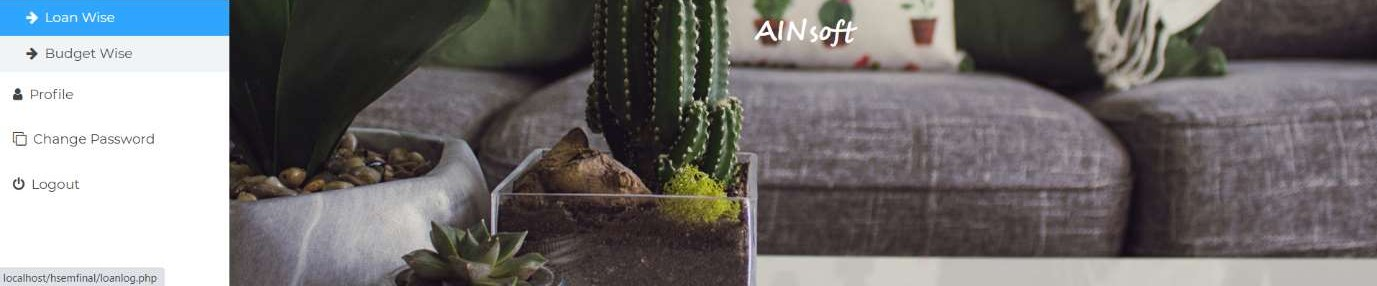 Loan Wise
Budget Wise
Profile
Change Password
Logout
AINsoft
localhost/hsemfinal/loanlog.php